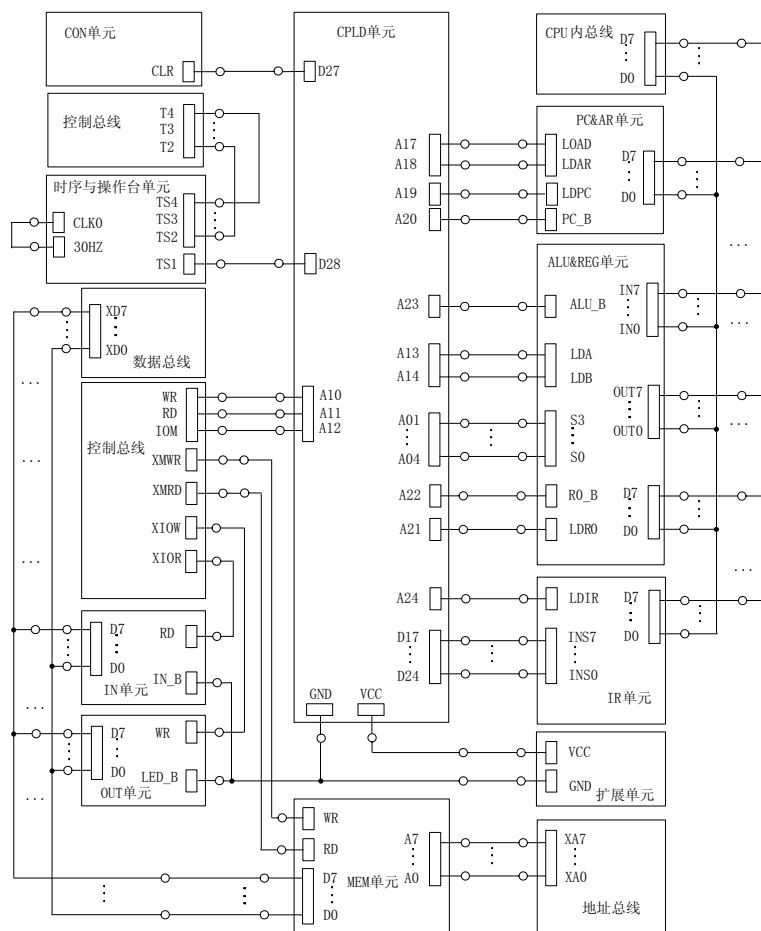 CON单元
CLR
控制总线
T4
T3
T2
时序与操作台单元
CLK0
30HZ
TS4
TS3
TS2
TS1
XD7
XD0
数据总线
控制总线
WR
RD
IOM
XMWR
XMRD
XIOW
XIOR
D7
D0
RD
IN_B
IN单元
D7
D0
WR
LED_B
OUT单元
CPLD单元
D27
D28
A10
A11
A12
A17
A18
A19
A20
A23
A13
A14
A01
A04
A22
A21
A24
D17
D24
GND
VCC
WR
RD
D7
D0
MEM单元
A7
A0
CPU内总线
D7
D0
PC&AR单元
LOAD
LDAR
LDPC
PC_B
D7
D0
ALU&REG单元
ALU_B
LDA
LDB
S3
S0
R0_B
LDR0
IN7
IN0
OUT7
OUT0
D7
D0
LDIR
INS7
INS0
D7
D0
IR单元
VCC
GND
扩展单元
XA7
XA0
地址总线